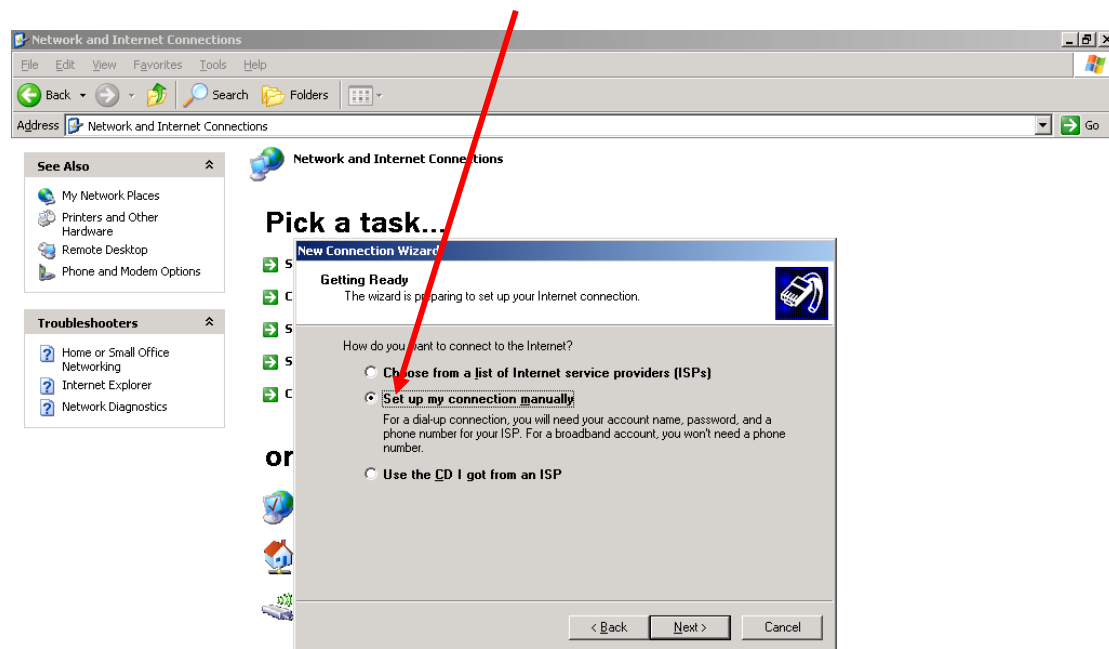 Network and Internet Connections
File Edit View Favorites Tools Help
Back Search Folders
Address Network and Internet Connections Go
See Also
My Network Places
Printers and Other
Hardware
Remote Desktop
Phone and Modem Options
Troubleshooters
Home or Small Office
Networking
Internet Explorer
Network Diagnostics
Network and Internet Connections
Pick a task...
S
C
S
S
C
or
New Connection Wizard
Getting Ready
The wizard is preparing to set up your Internet connection.
How do you want to connect to the Internet?
Choose from a list of Internet service providers (ISPs)
Set up my connection manually
For a dial-up connection, you will need your account name, password, and a
phone number for your ISP. For a broadband account, you won't need a phone
number.
Use the CD I got from an ISP
< Back Next > Cancel